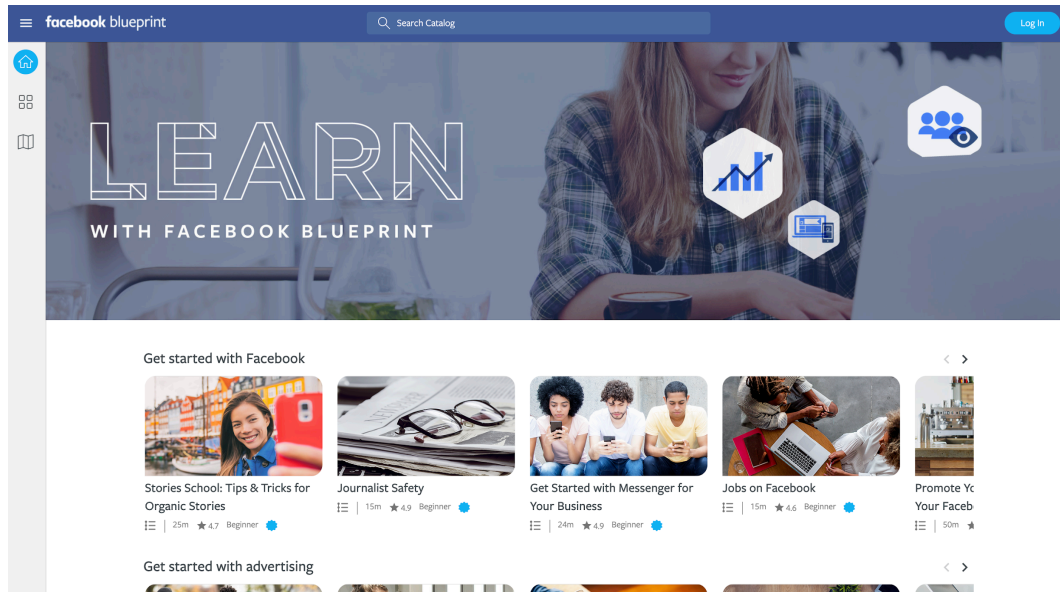 facebook blueprint
Search Catalog
Log In
LEARN
WITH FACEBOOK BLUEPRINT
Get started with Facebook
Stories School: Tips & Tricks for
Organic Stories
25m 4.7 Beginner
Journalist Safety
15m 4.9 Beginner
Get Started with Messenger for
Your Business
24m 4.9 Beginner
Jobs on Facebook
15m 4.6 Beginner
Promote Yo
Your Faceb
50m
Get started with advertising